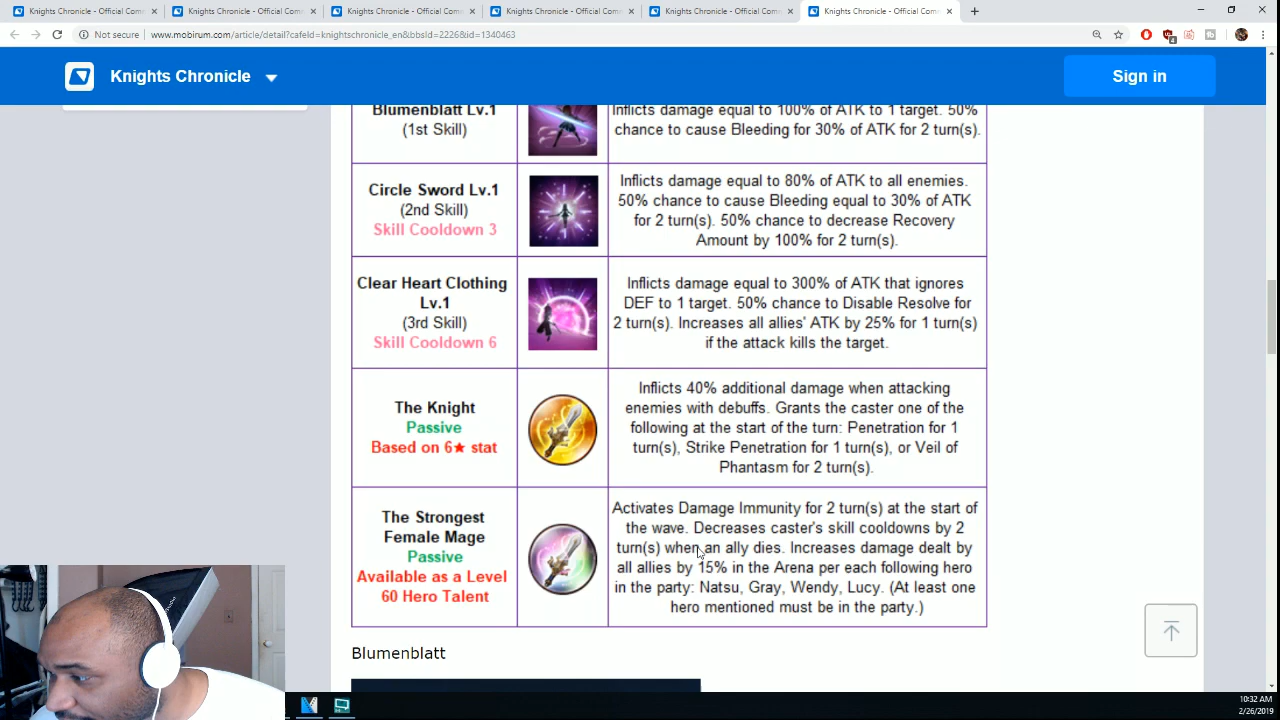 Knights Chronicle - Official Com
Knights Chronicle - Official Com
Knights Chronicle - Official Com
Knights Chronicle - Official Com
Knights Chronicle - Official Com
Knights Chronicle - Official Com
Not secure
www.mobirum.com/article/detail?cafeId=knightschronicle_en&bbsId=2226&id=1340463
Knights Chronicle
Sign in
Blumenblatt Lv.1
(1st Skill)
Inflicts damage equal to 100% of ATK to 1 target. 50%
chance to cause Bleeding for 30% of ATK for 2 turn(s).
Circle Sword Lv.1
(2nd Skill)
Skill Cooldown 3
Inflicts damage equal to 80% of ATK to all enemies.
50% chance to cause Bleeding equal to 30% of ATK
for 2 turn(s). 50% chance to decrease Recovery
Amount by 100% for 2 turn(s).
Clear Heart Clothing
Lv.1
(3rd Skill)
Skill Cooldown 6
Inflicts damage equal to 300% of ATK that ignores
DEF to 1 target. 50% chance to Disable Resolve for
2 turn(s). Increases all allies' ATK by 25% for 1 turn(s)
if the attack kills the target.
The Knight
Passive
Based on 6★ stat
Inflicts 40% additional damage when attacking
enemies with debuffs. Grants the caster one of the
following at the start of the turn: Penetration for 1
turn(s), Strike Penetration for 1 turn(s), or Veil of
Phantasm for 2 turn(s).
The Strongest
Female Mage
Passive
Available as a Level
60 Hero Talent
Activates Damage Immunity for 2 turn(s) at the start of
the wave. Decreases caster's skill cooldowns by 2
turn(s) when an ally dies. Increases damage dealt by
all allies by 15% in the Arena per each following hero
in the party: Natsu, Gray, Wendy, Lucy. (At least one
hero mentioned must be in the party.)
Blumenblatt
10:32 AM
2/26/2019